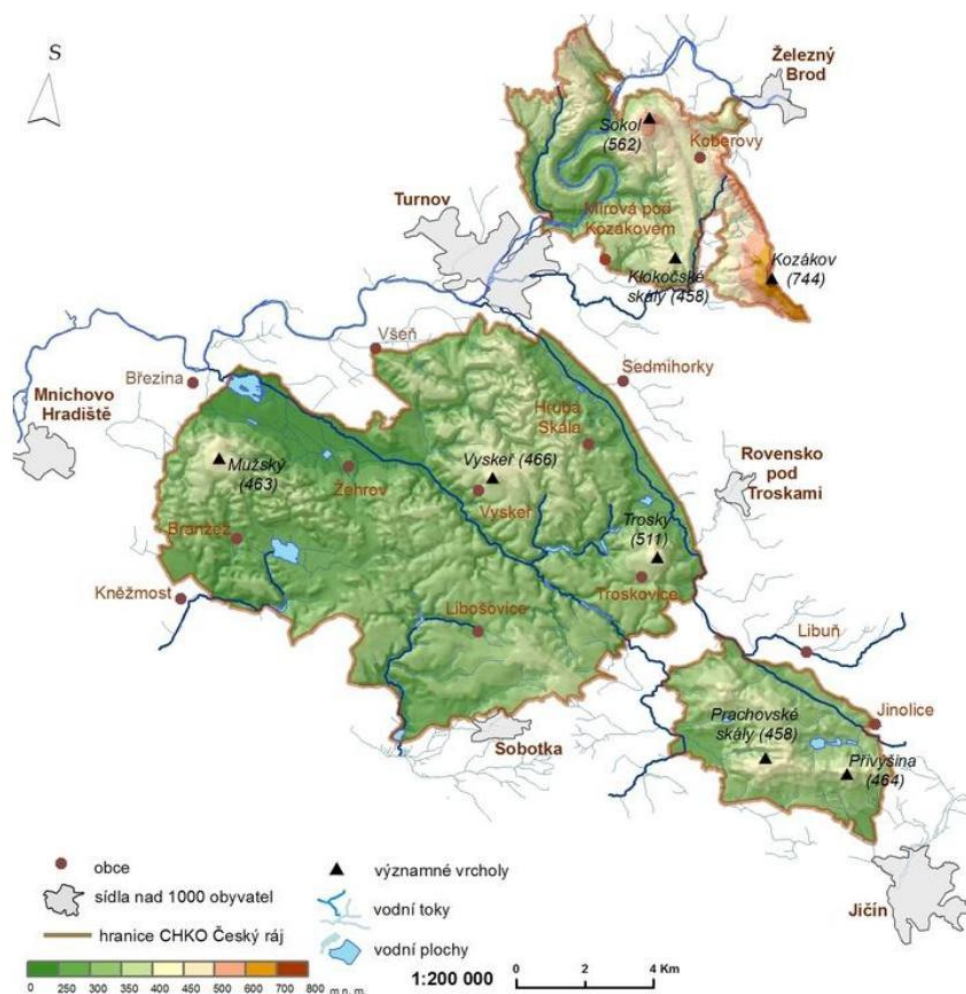 S
Železný
Brod
Sokol
(562)
Koberovy
Turnov
Mírová pod
Kozákovem
Kozákov
(744)
Klokočské
skály (458)
Všeň
Sedmihorky
Březina
Mnichovo
Hradiště
Hrubá
Skála
Mužský
(463)
Vyskeř (466)
Rovensko
pod
Troskami
Žehrov
Vyskeř
Trosky
(511)
Branžež
Kněžmost
Troskovice
Libošovice
Libuň
Jinolice
Prachovské
skály (458)
Sobotka
Přivyšina
(464)
Jičín
obce
sídla nad 1000 obyvatel
hranice CHKO Český ráj
významné vrcholy
vodní toky
vodní plochy
0 250 300 350 400 450 500 600 700 800 m.n. m.
1:200 000
0 2 4 Km